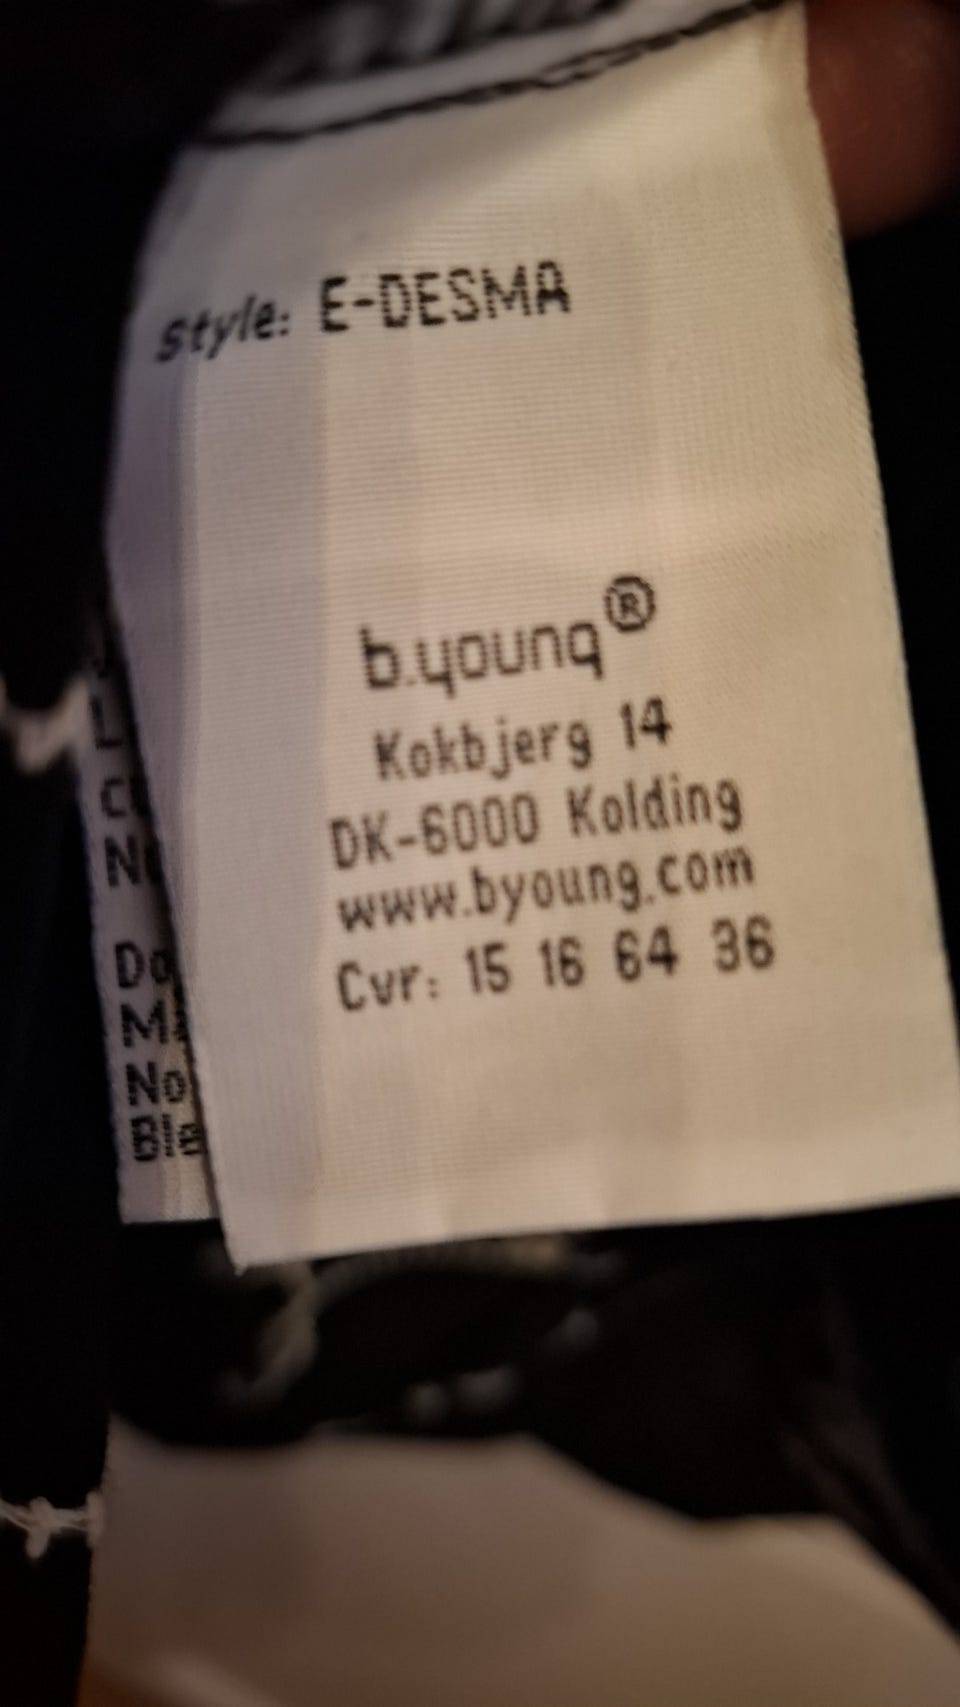 Style: E-DESMA
b.young®
Kokbjerg 14
DK-6000 Kolding
www.byoung.com
Cvr: 15 16 64 36